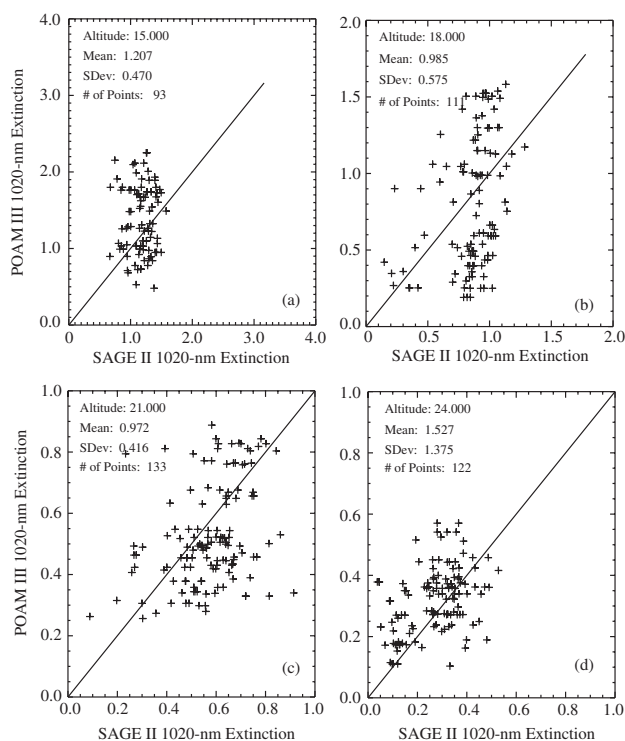 Altitude: 15.000
Mean: 1.207
SDev: 0.470
# of Points: 93
4.0
3.0
2.0
1.0
0.0
POAM III 1020-nm Extinction
(a)
0.0 1.0 2.0 3.0 4.0
SAGE II 1020-nm Extinction
Altitude: 18.000
Mean: 0.985
SDev: 0.575
# of Points: 111
2.0
1.5
1.0
0.5
0.0
(b)
0.0 0.5 1.0 1.5 2.0
SAGE II 1020-nm Extinction
Altitude: 21.000
Mean: 0.972
SDev: 0.416
# of Points: 133
1.0
0.8
0.6
0.4
0.2
0.0
POAM III 1020-nm Extinction
(c)
0.0 0.2 0.4 0.6 0.8 1.0
SAGE II 1020-nm Extinction
Altitude: 24.000
Mean: 1.527
SDev: 1.375
# of Points: 122
1.0
0.8
0.6
0.4
0.2
0.0
(d)
0.0 0.2 0.4 0.6 0.8 1.0
SAGE II 1020-nm Extinction